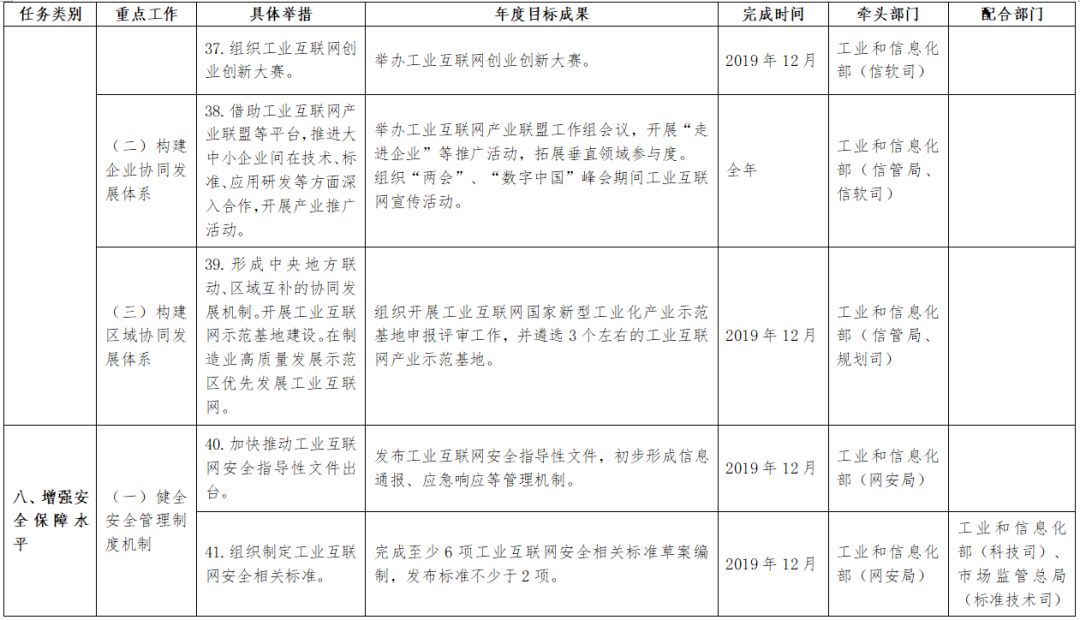 任务类别 重点工作 具体举措 年度目标成果 完成时间 牵头部门 配合部门
37. 组织工业互联网创
业创新大赛。
举办工业互联网创业创新大赛。
2019 年 12 月
工业和信息化
部（信软司）
（二）构建
企业协同发
展体系
38. 借助工业互联网产
业联盟等平台，推进大
中小企业间在技术、标
准、应用研发等方面深
入合作，开展产业推广
活动。
举办工业互联网产业联盟工作组会议，开展“走
进企业”等推广活动，拓展垂直领域参与度。
组织“两会”、“数字中国”峰会期间工业互联
网宣传活动。
全年
工业和信息化
部（信管局、
信软司）
（三）构建
区域协同发
展体系
39. 形成中央地方联
动、区域互补的协同发
展机制。开展工业互联
网示范基地建设。在制
造业高质量发展示范
区优先发展工业互联
网。
组织开展工业互联网国家新型工业化产业示范
基地申报评审工作，并遴选 3 个左右的工业互联
网产业示范基地。
2019 年 12 月
工业和信息化
部（信管局、
规划司）
八、增强安
全保障水
平
（一）健全
安全管理制
度机制
40. 加快推动工业互联
网安全指导性文件出
台。
发布工业互联网安全指导性文件，初步形成信息
通报、应急响应等管理机制。
2019 年 12 月
工业和信息化
部（网安局）
41. 组织制定工业互联
网安全相关标准。
完成至少 6 项工业互联网安全相关标准草案编
制，发布标准不少于 2 项。
2019 年 12 月
工业和信息化
部（网安局）
工业和信息化
部（科技司）、
市场监管总局
（标准技术司）